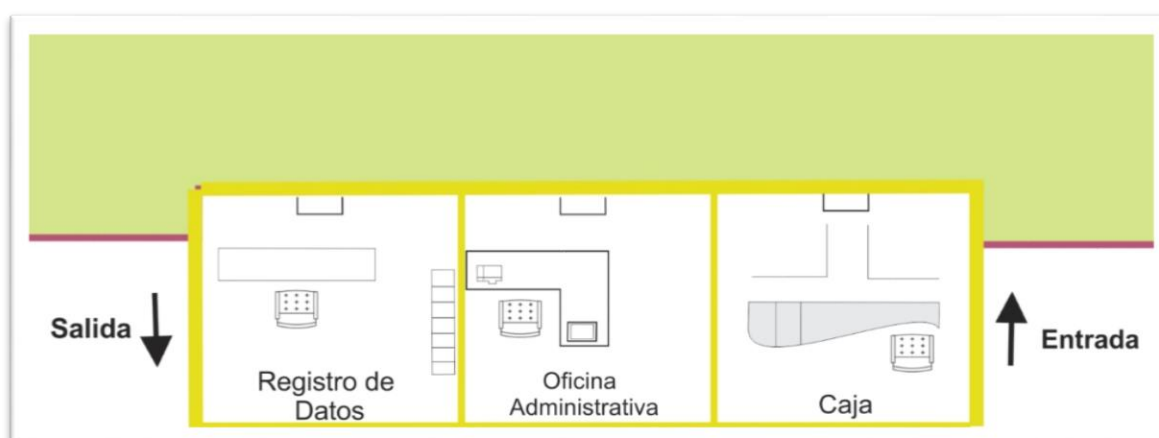 Salida
Entrada
Registro de
Datos
Oficina
Administrativa
Caja